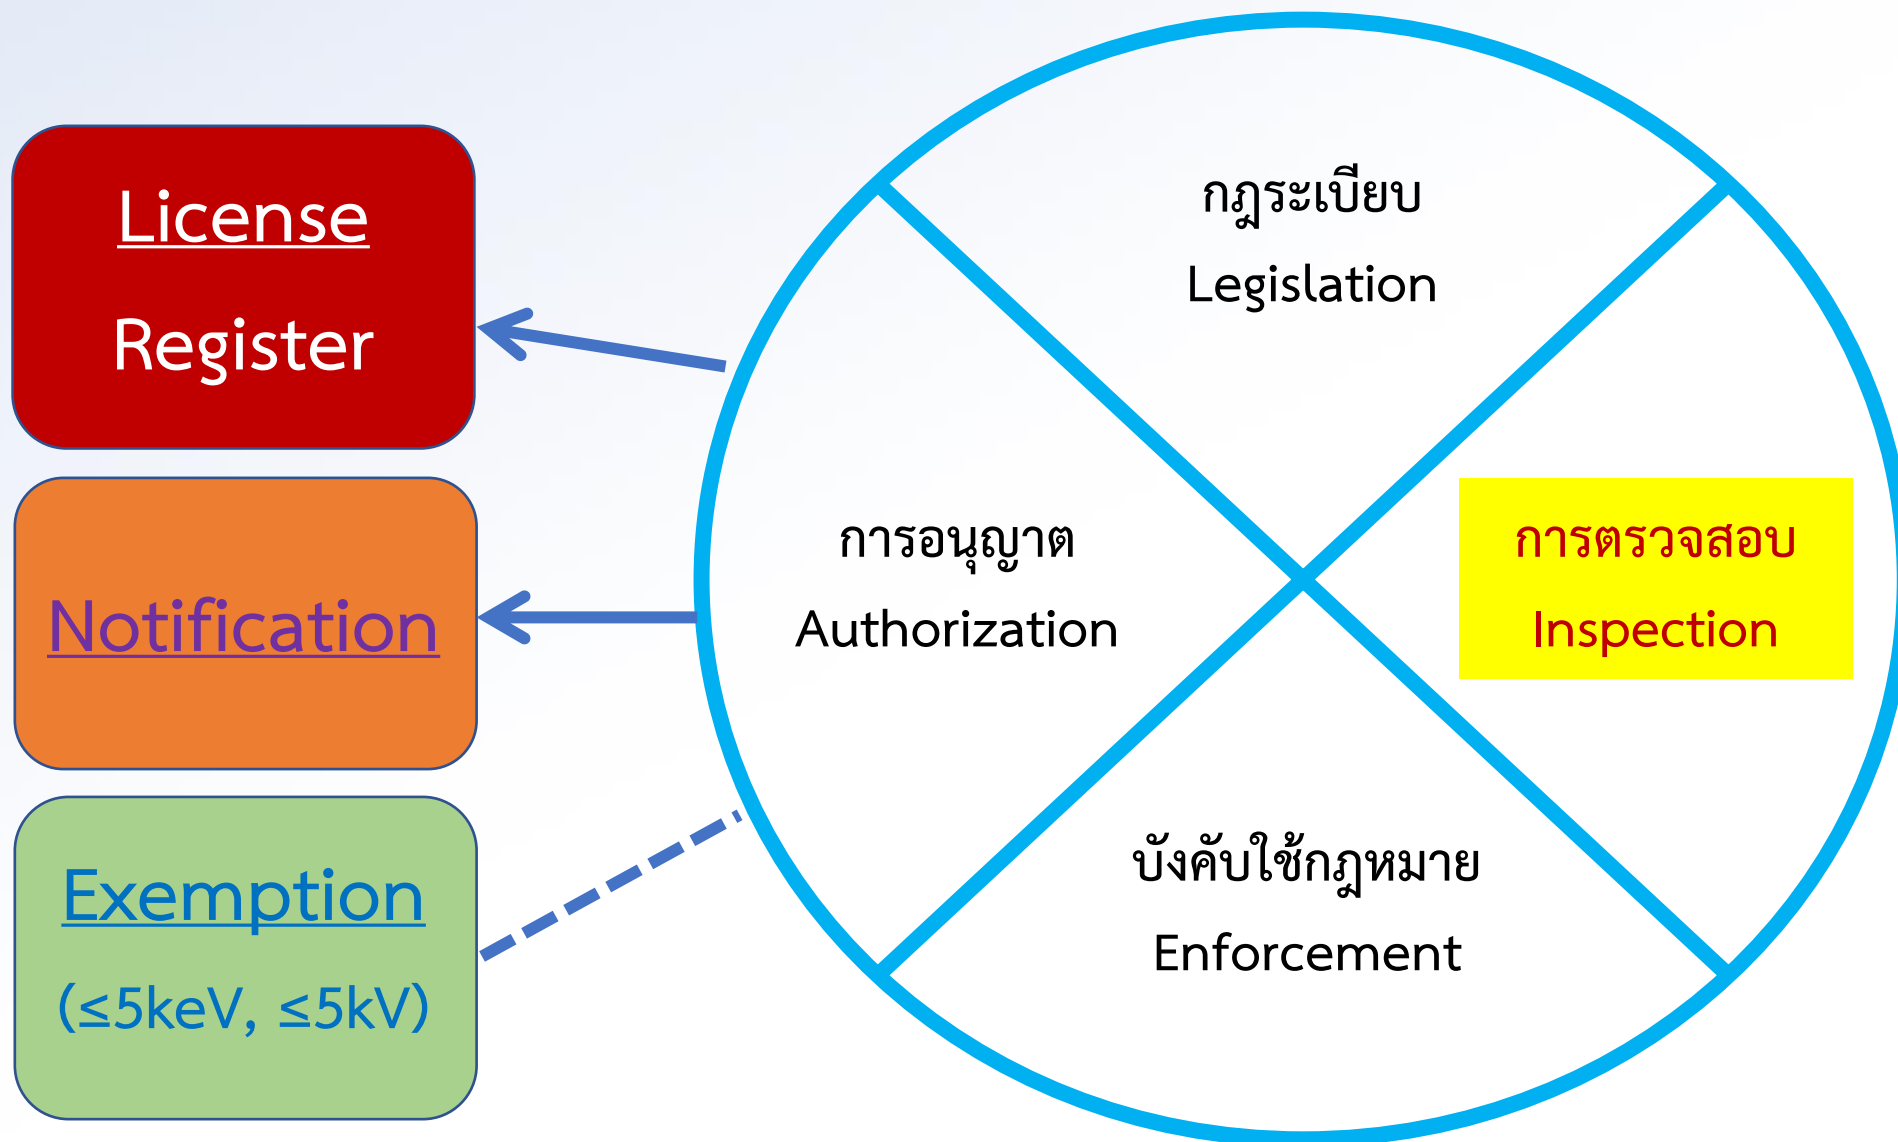 License
Register
Notification
Exemption
(≤5keV, ≤5kV)
กฎระเบียบ
Legislation
การอนุญาต
Authorization
การตรวจสอบ
Inspection
บังคับใช้กฎหมาย
Enforcement